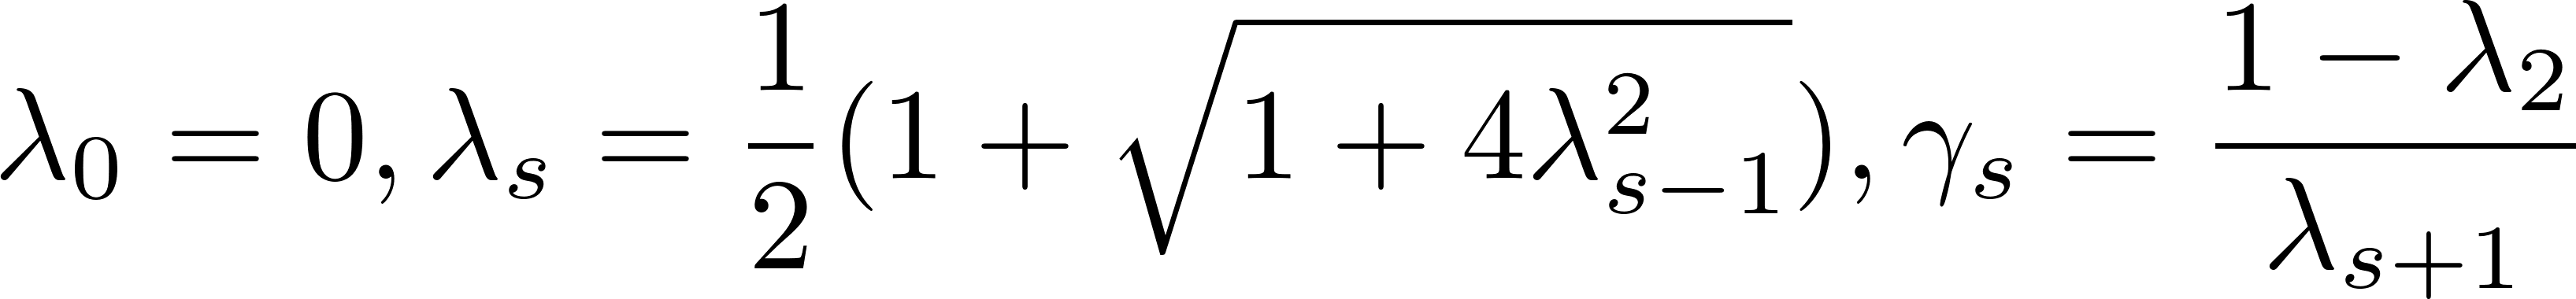 λ_0 = 0, λ_s = \frac{1}{2}(1 + \sqrt{1 + 4λ_{s-1}^2}), γ_s = \frac{1 - λ_2}{λ_{s+1}}